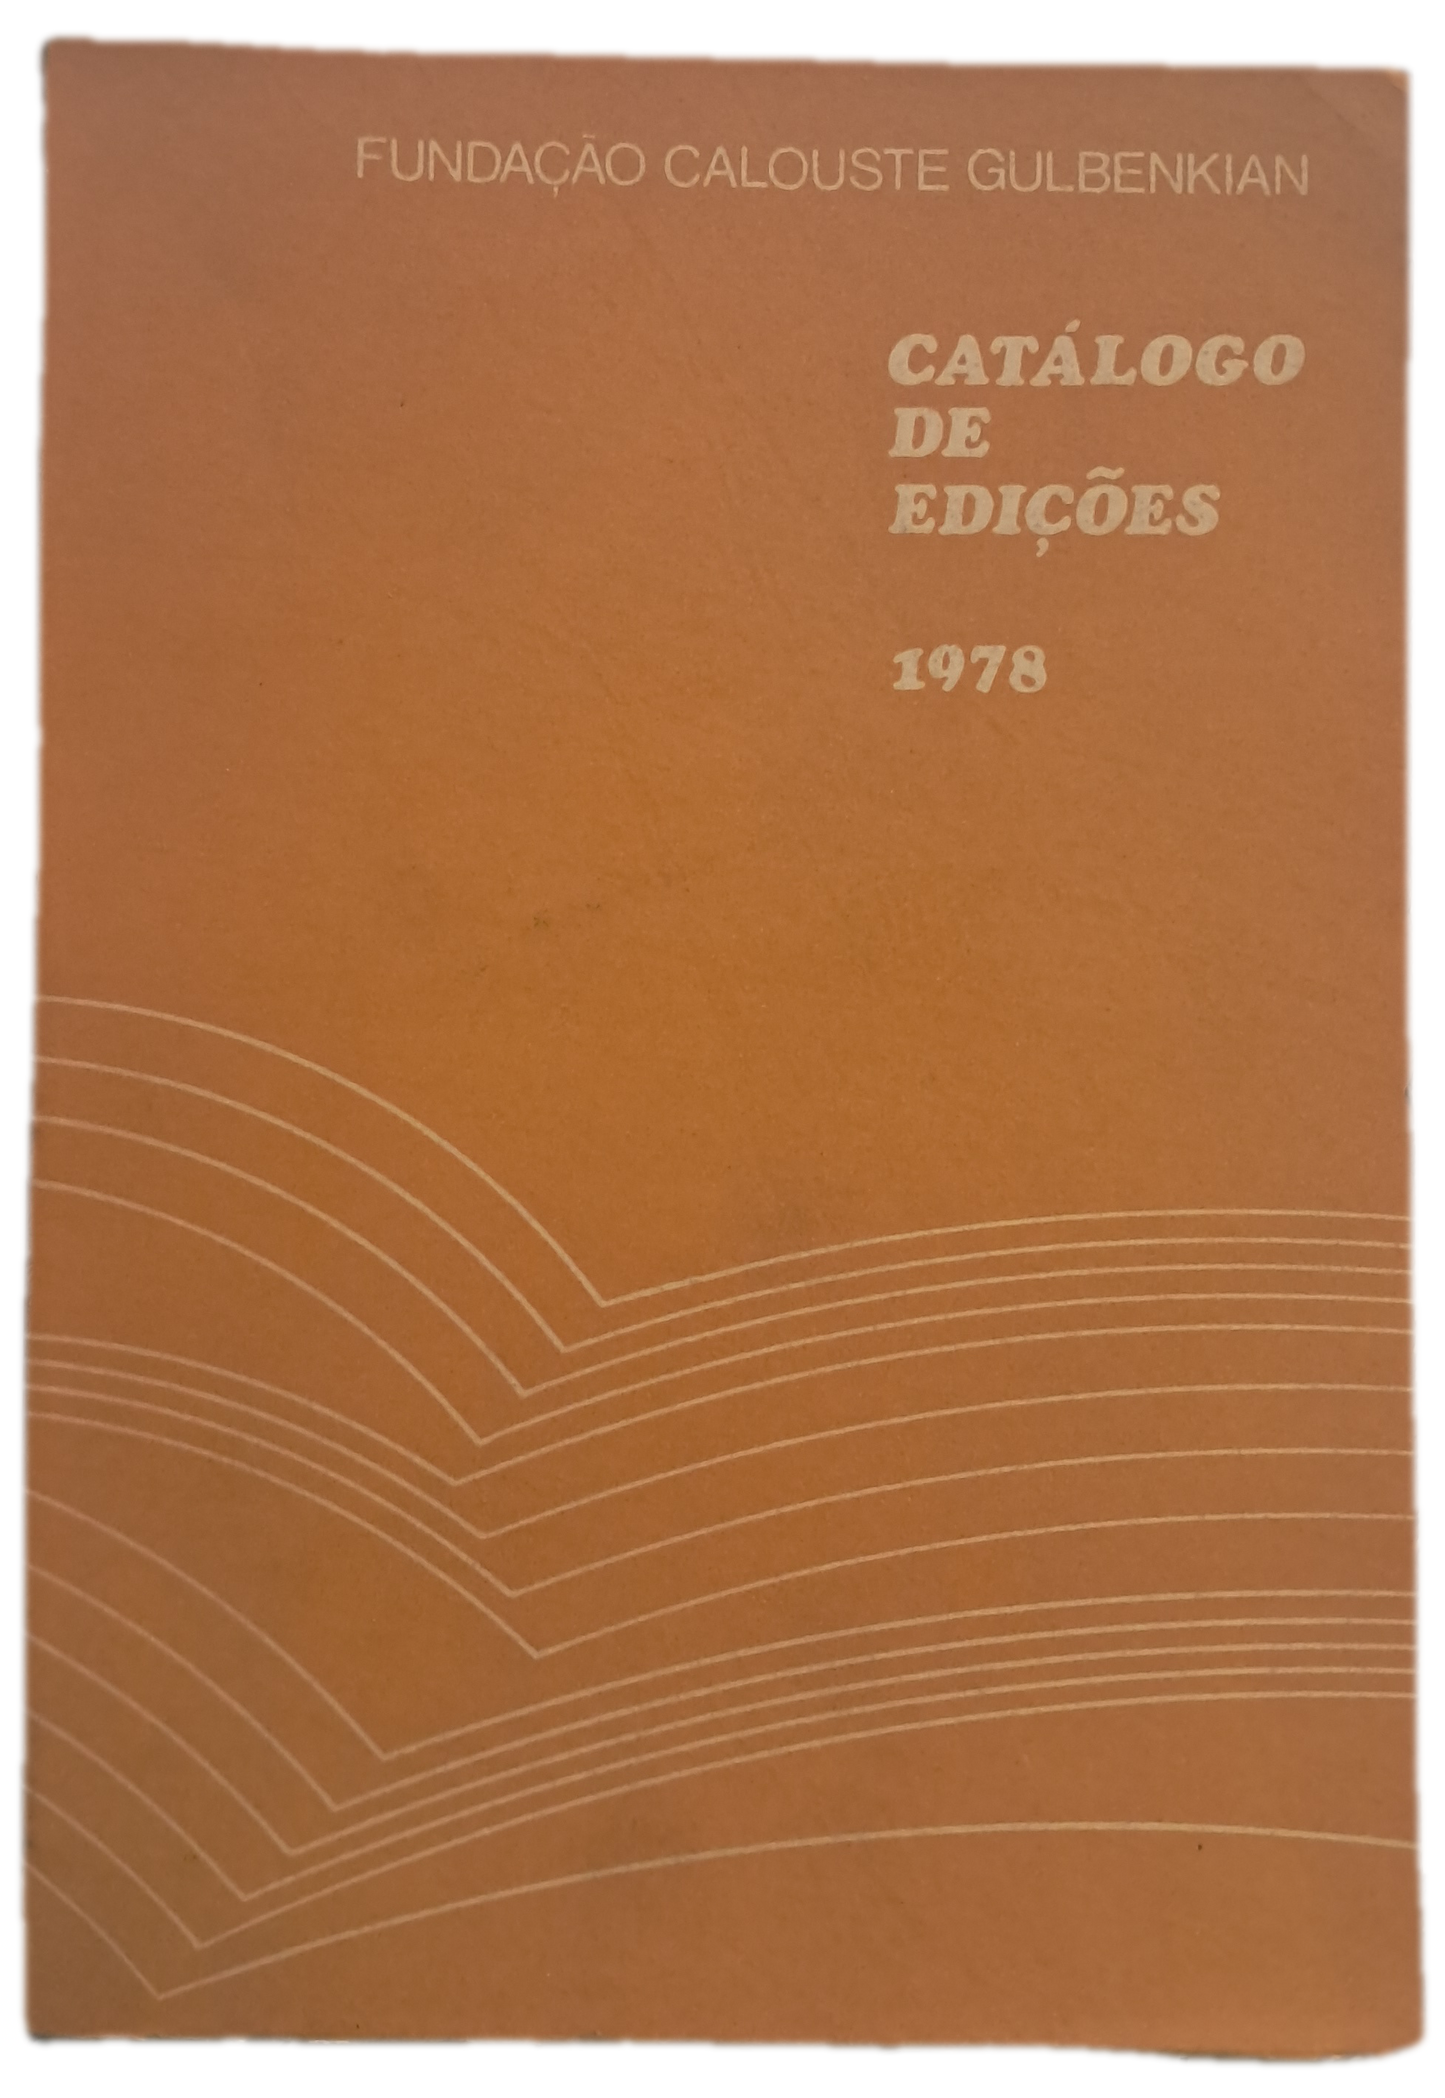 FUNDAÇÃO CALOUSTE GULBENKIAN
CATÁLOGO
DE
EDIÇÕES
1978